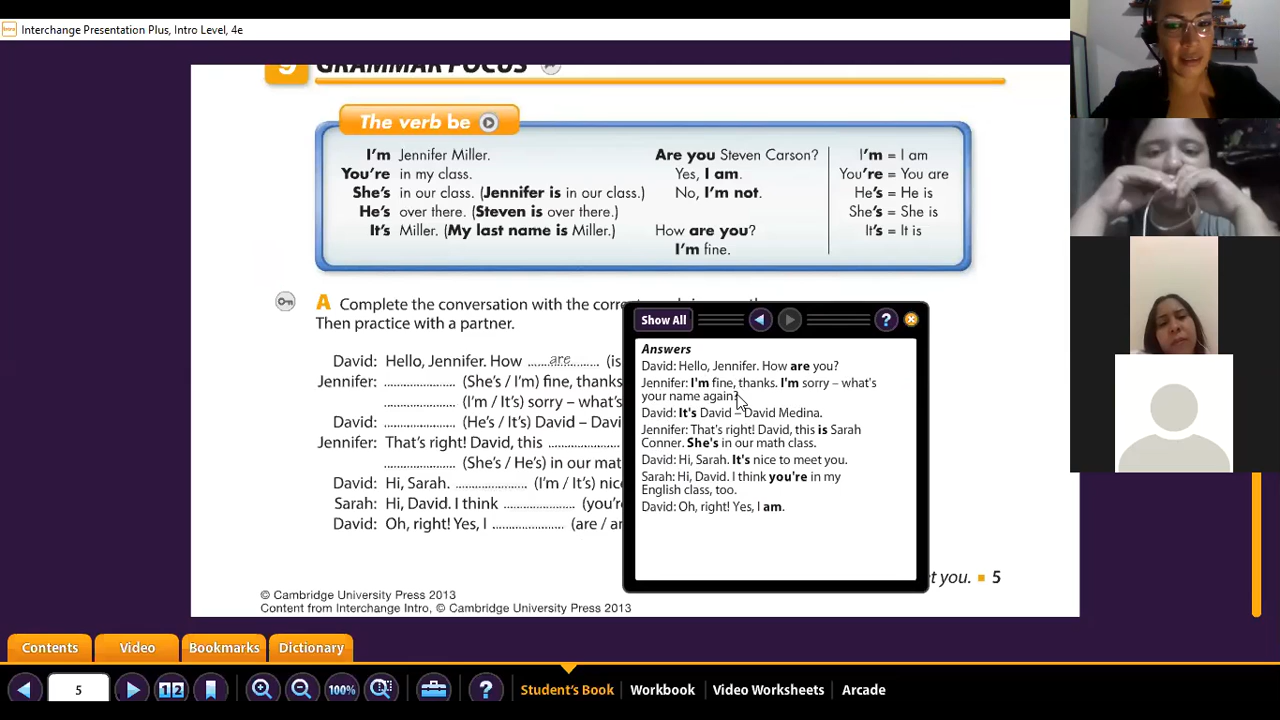 Interchange Presentation Plus, Intro Level, 4e
GRAMMAR FOCUS
The verb be
I'm Jennifer Miller.
You're in my class.
She's in our class. (Jennifer is in our class.)
He's over there. (Steven is over there.)
It's Miller. (My last name is Miller.)
Are you Steven Carson?
Yes, I am.
No, I'm not.
How are you?
I'm fine.
I'm = I am
You're = You are
He's = He is
She's = She is
It's = It is
A Complete the conversation with the
Then practice with a partner.
David: Hello, Jennifer. How ....are.... (is
Jennifer: .................. (She's / I'm) fine, thanks
.................. (I'm / It's) sorry – what's
David: .................. (He's / It's) David – Davi
Jennifer: That's right! David, this ..................
.................. (She's / He's) in our mat
David: Hi, Sarah. .................. (I'm / It's) nic
Sarah: Hi, David. I think .................. (you're
David: Oh, right! Yes, I .................. (are / a
Show All
?
Answers
David: Hello, Jennifer. How are you?
Jennifer: I'm fine, thanks. I'm sorry – what's
your name again?
David: It's David – David Medina.
Jennifer: That's right! David, this is Sarah
Conner. She's in our math class.
David: Hi, Sarah. It's nice to meet you.
Sarah: Hi, David. I think you're in my
English class, too.
David: Oh, right! Yes, I am.
t you. 5
© Cambridge University Press 2013
Content from Interchange Intro, © Cambridge University Press 2013
Contents Video Bookmarks Dictionary
5 12 100% ? Student's Book Workbook Video Worksheets Arcade